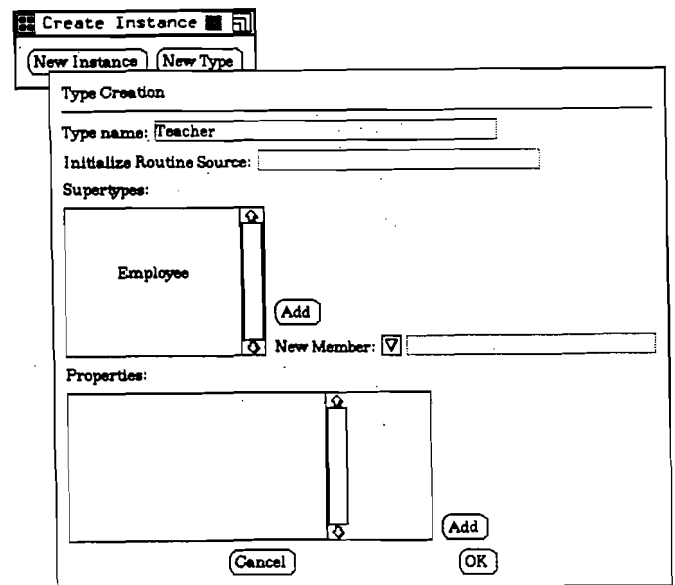 Create Instance
New Instance New Type
Type Creation
Type name: Teacher
Initialize Routine Source:
Supertypes:
Employee
Add
New Member:
Properties:
Add
Cancel OK